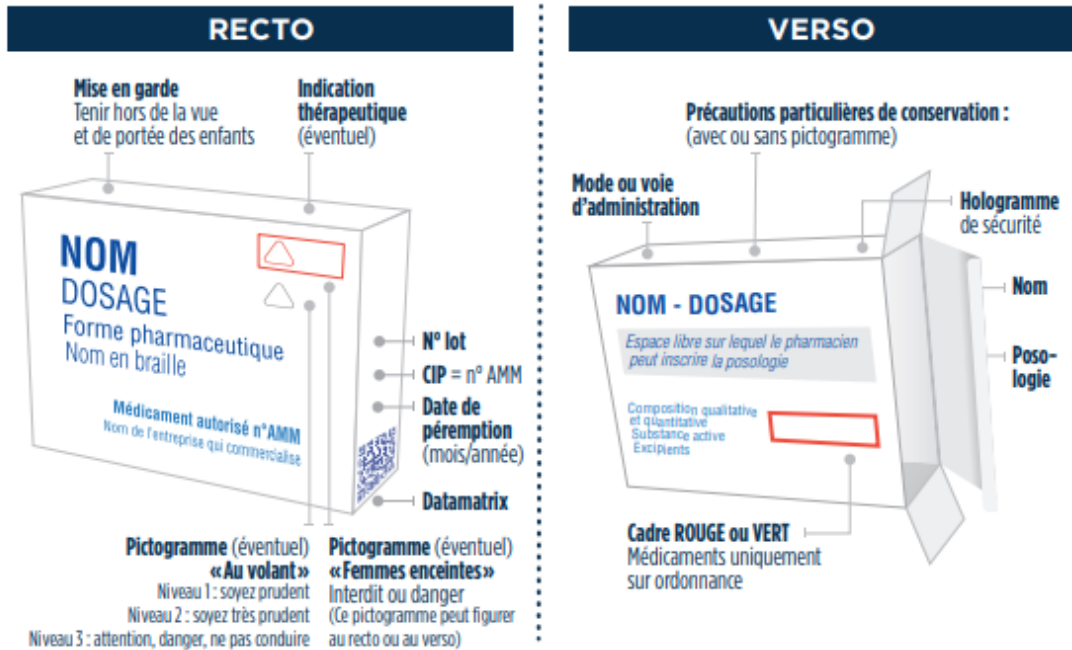 RECTO
Mise en garde
Tenir hors de la vue
et de portée des enfants
Indication
thérapeutique
(éventuel)
NOM
DOSAGE
Forme pharmaceutique
Nom en braille
Médicament autorisé n°AMM
Nom de l'entreprise qui commercialise
N° lot
CIP = n° AMM
Date de
péremption
(mois/année)
Datamatrix
Pictogramme (éventuel)
«Au volant»
Niveau 1 : soyez prudent
Niveau 2 : soyez très prudent
Niveau 3 : attention, danger, ne pas conduire
Pictogramme (éventuel)
«Femmes enceintes»
Interdit ou danger
(Ce pictogramme peut figurer
au recto ou au verso)
VERSO
Précautions particulières de conservation :
(avec ou sans pictogramme)
Mode ou voie
d'administration
Hologramme
de sécurité
Nom
Poso-
logie
NOM - DOSAGE
Espace libre sur lequel le pharmacien
peut inscrire la posologie
Composition qualitative
et quantitative
Substance active
Excipients
Cadre ROUGE ou VERT
Médicaments uniquement
sur ordonnance